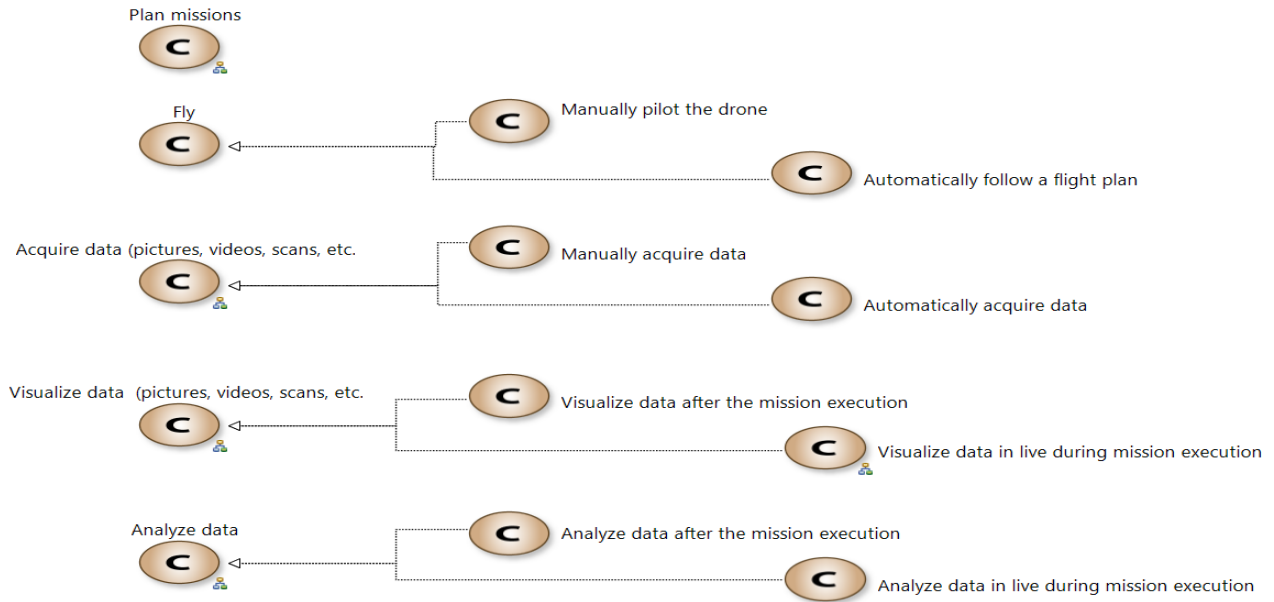 Plan missions
C
Fly
C
C
Manually pilot the drone
C
Automatically follow a flight plan
Acquire data (pictures, videos, scans, etc.
C
C
Manually acquire data
C
Automatically acquire data
Visualize data  (pictures, videos, scans, etc.
C
C
Visualize data after the mission execution
C
Visualize data in live during mission execution
Analyze data
C
C
Analyze data after the mission execution
C
Analyze data in live during mission execution